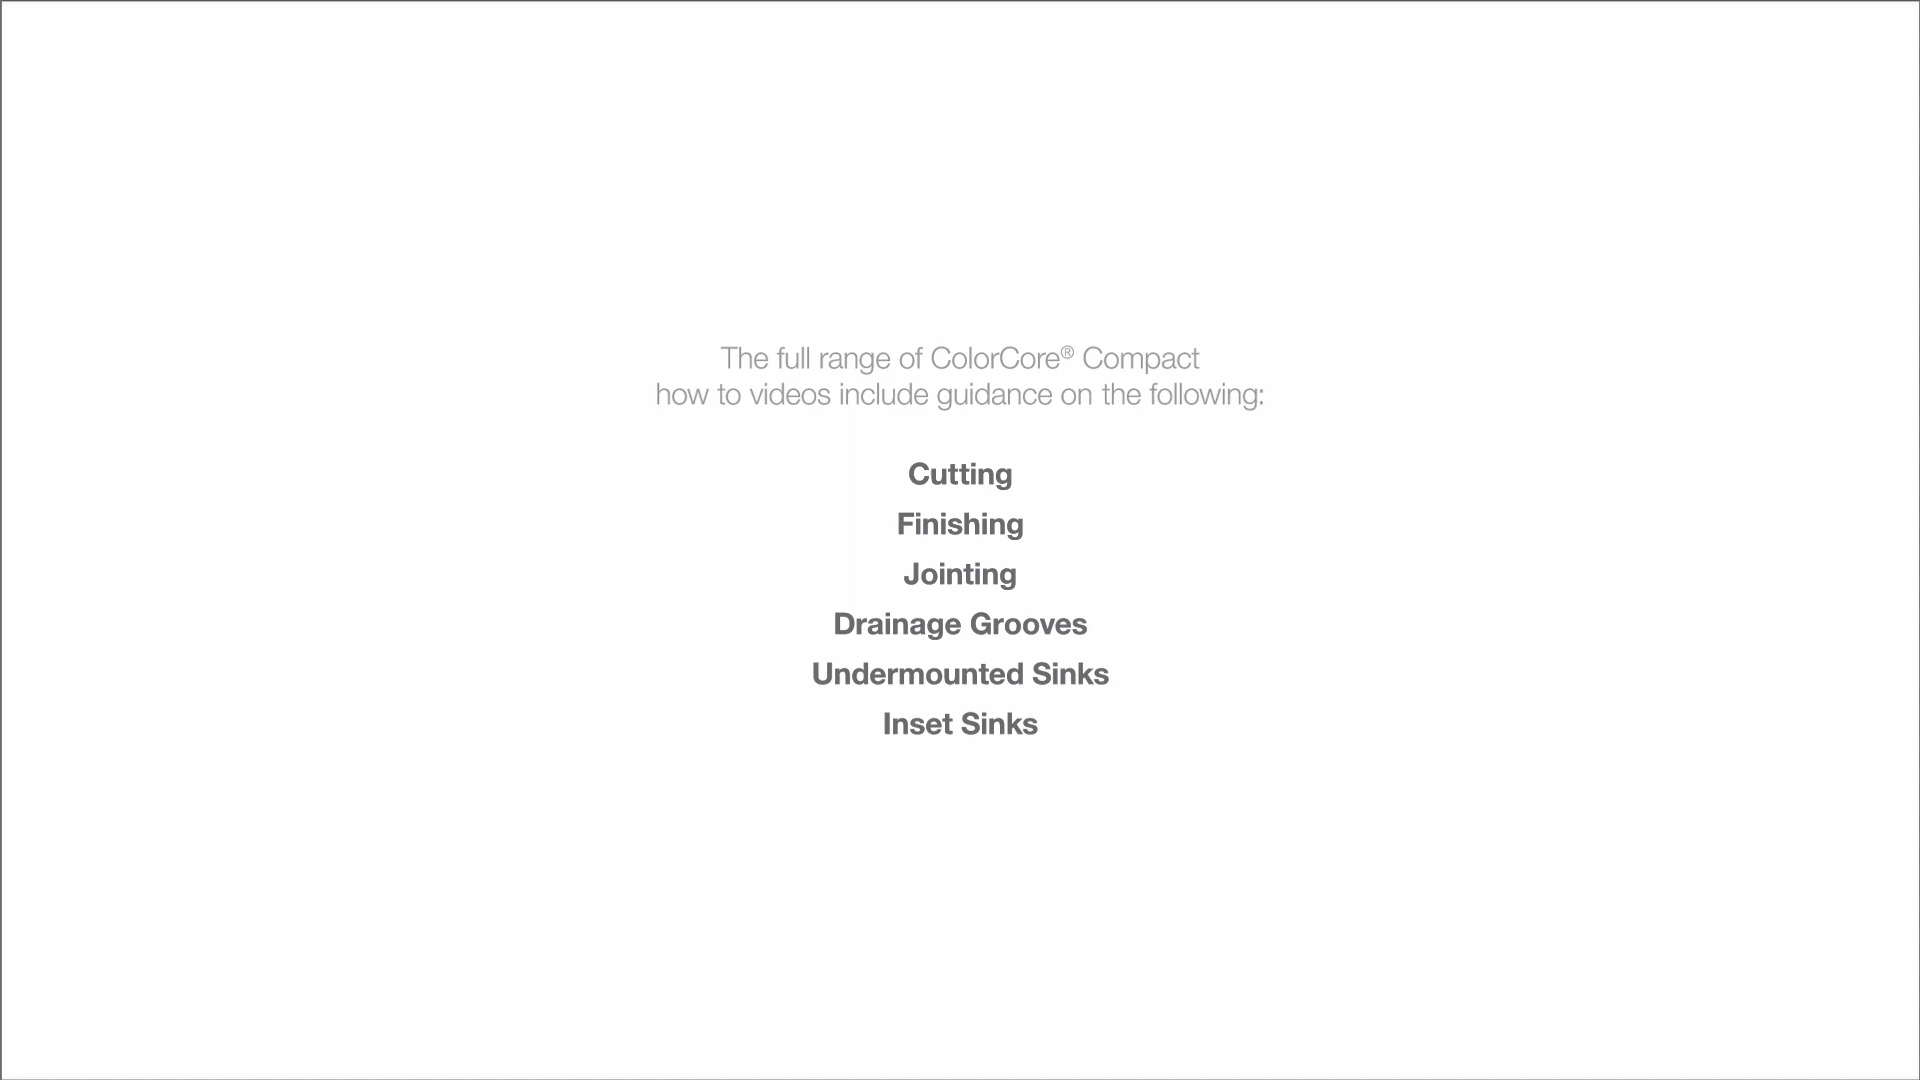 The full range of ColorCore® Compact
how to videos include guidance on the following:
Cutting
Finishing
Jointing
Drainage Grooves
Undermounted Sinks
Inset Sinks